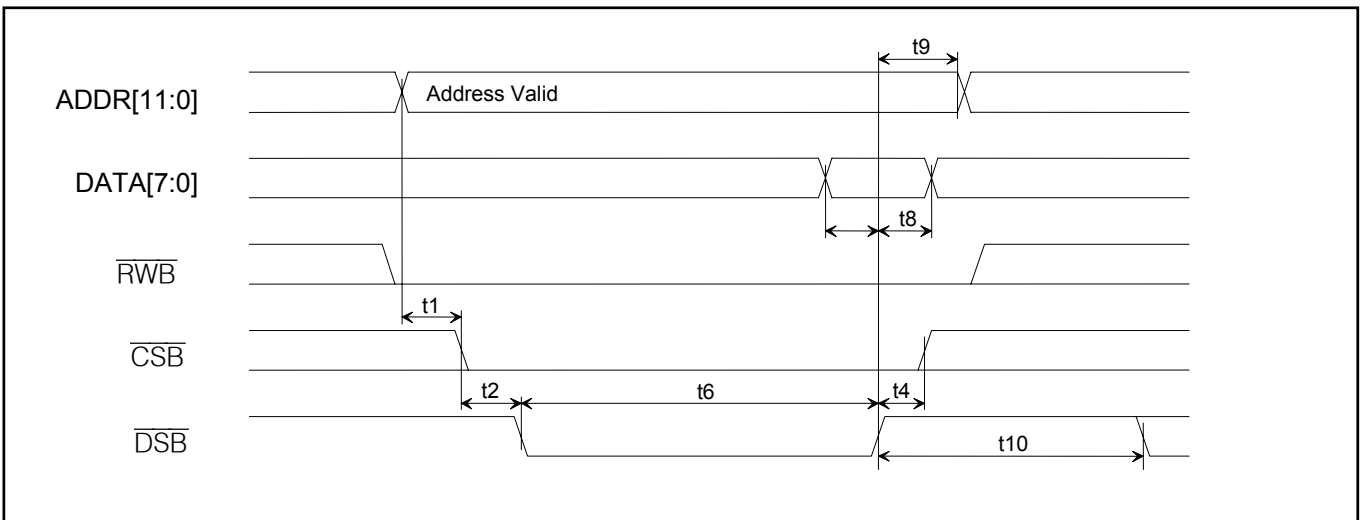 t9
ADDR[11:0]
Address Valid
DATA[7:0]
t8
RWB
t1
CSB
t2
t6
t4
DSB
t10